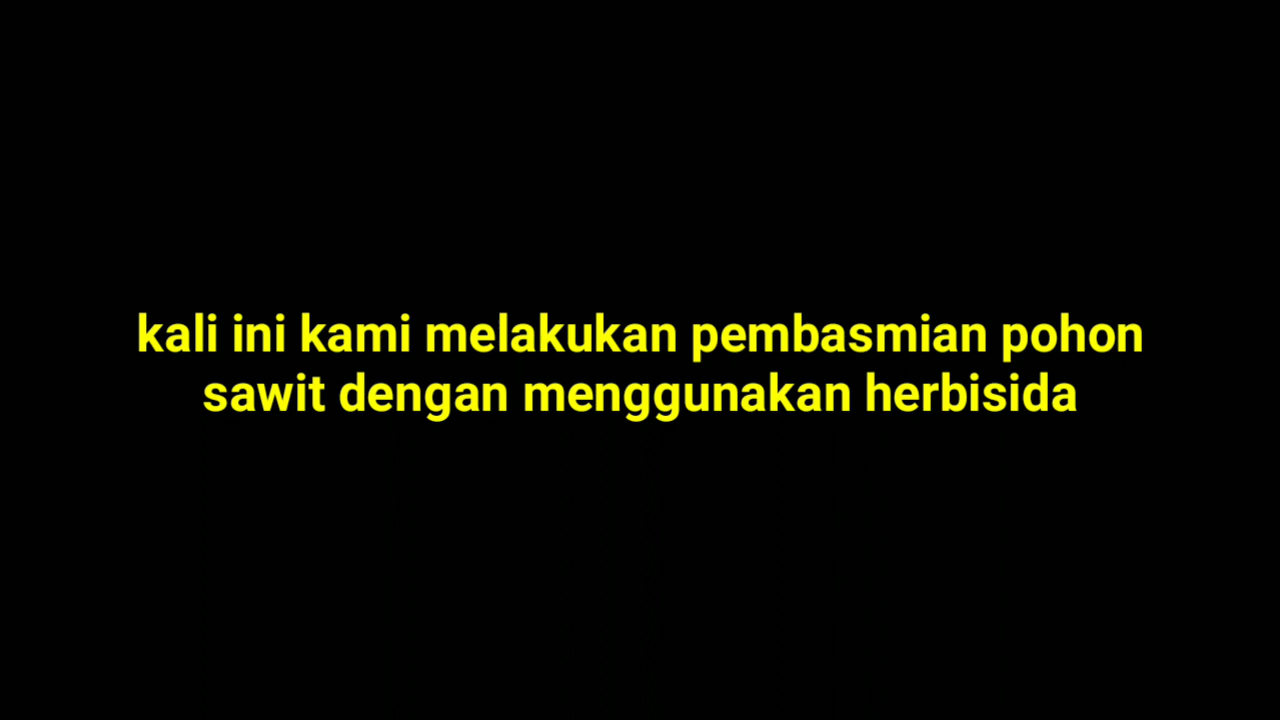 kali ini kami melakukan pembasmian pohon
sawit dengan menggunakan herbisida